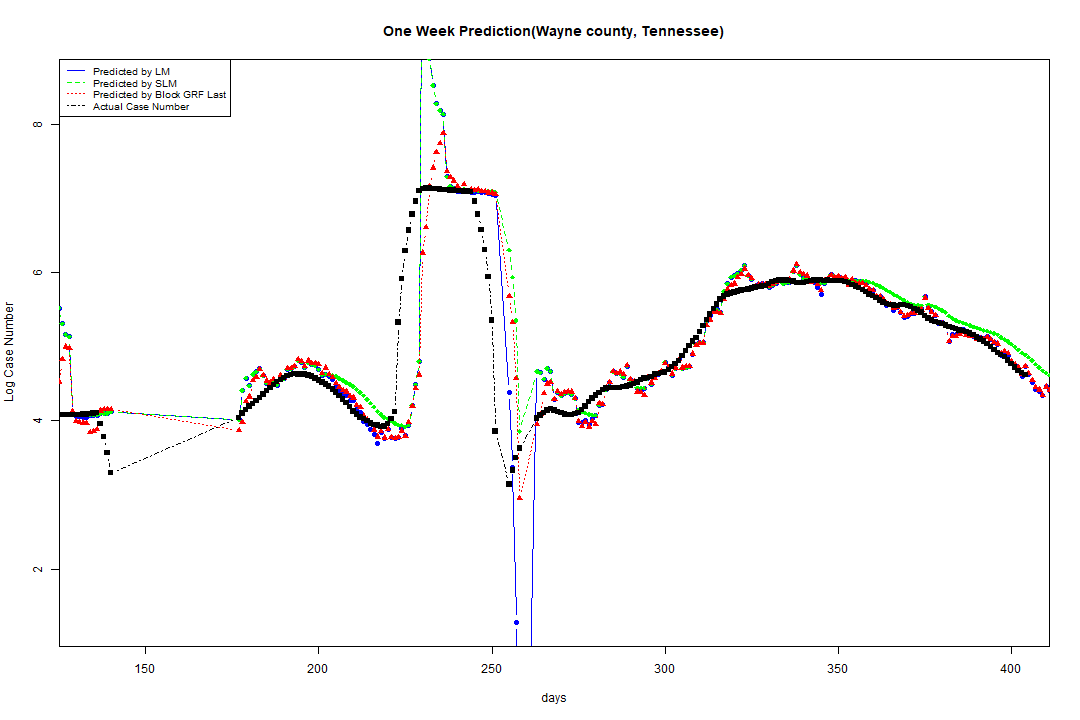 One Week Prediction(Wayne county, Tennessee)
Predicted by LM
Predicted by SLM
Predicted by Block GRF Last
Actual Case Number
8
6
4
2
Log Case Number
150
200
250
300
350
400
days